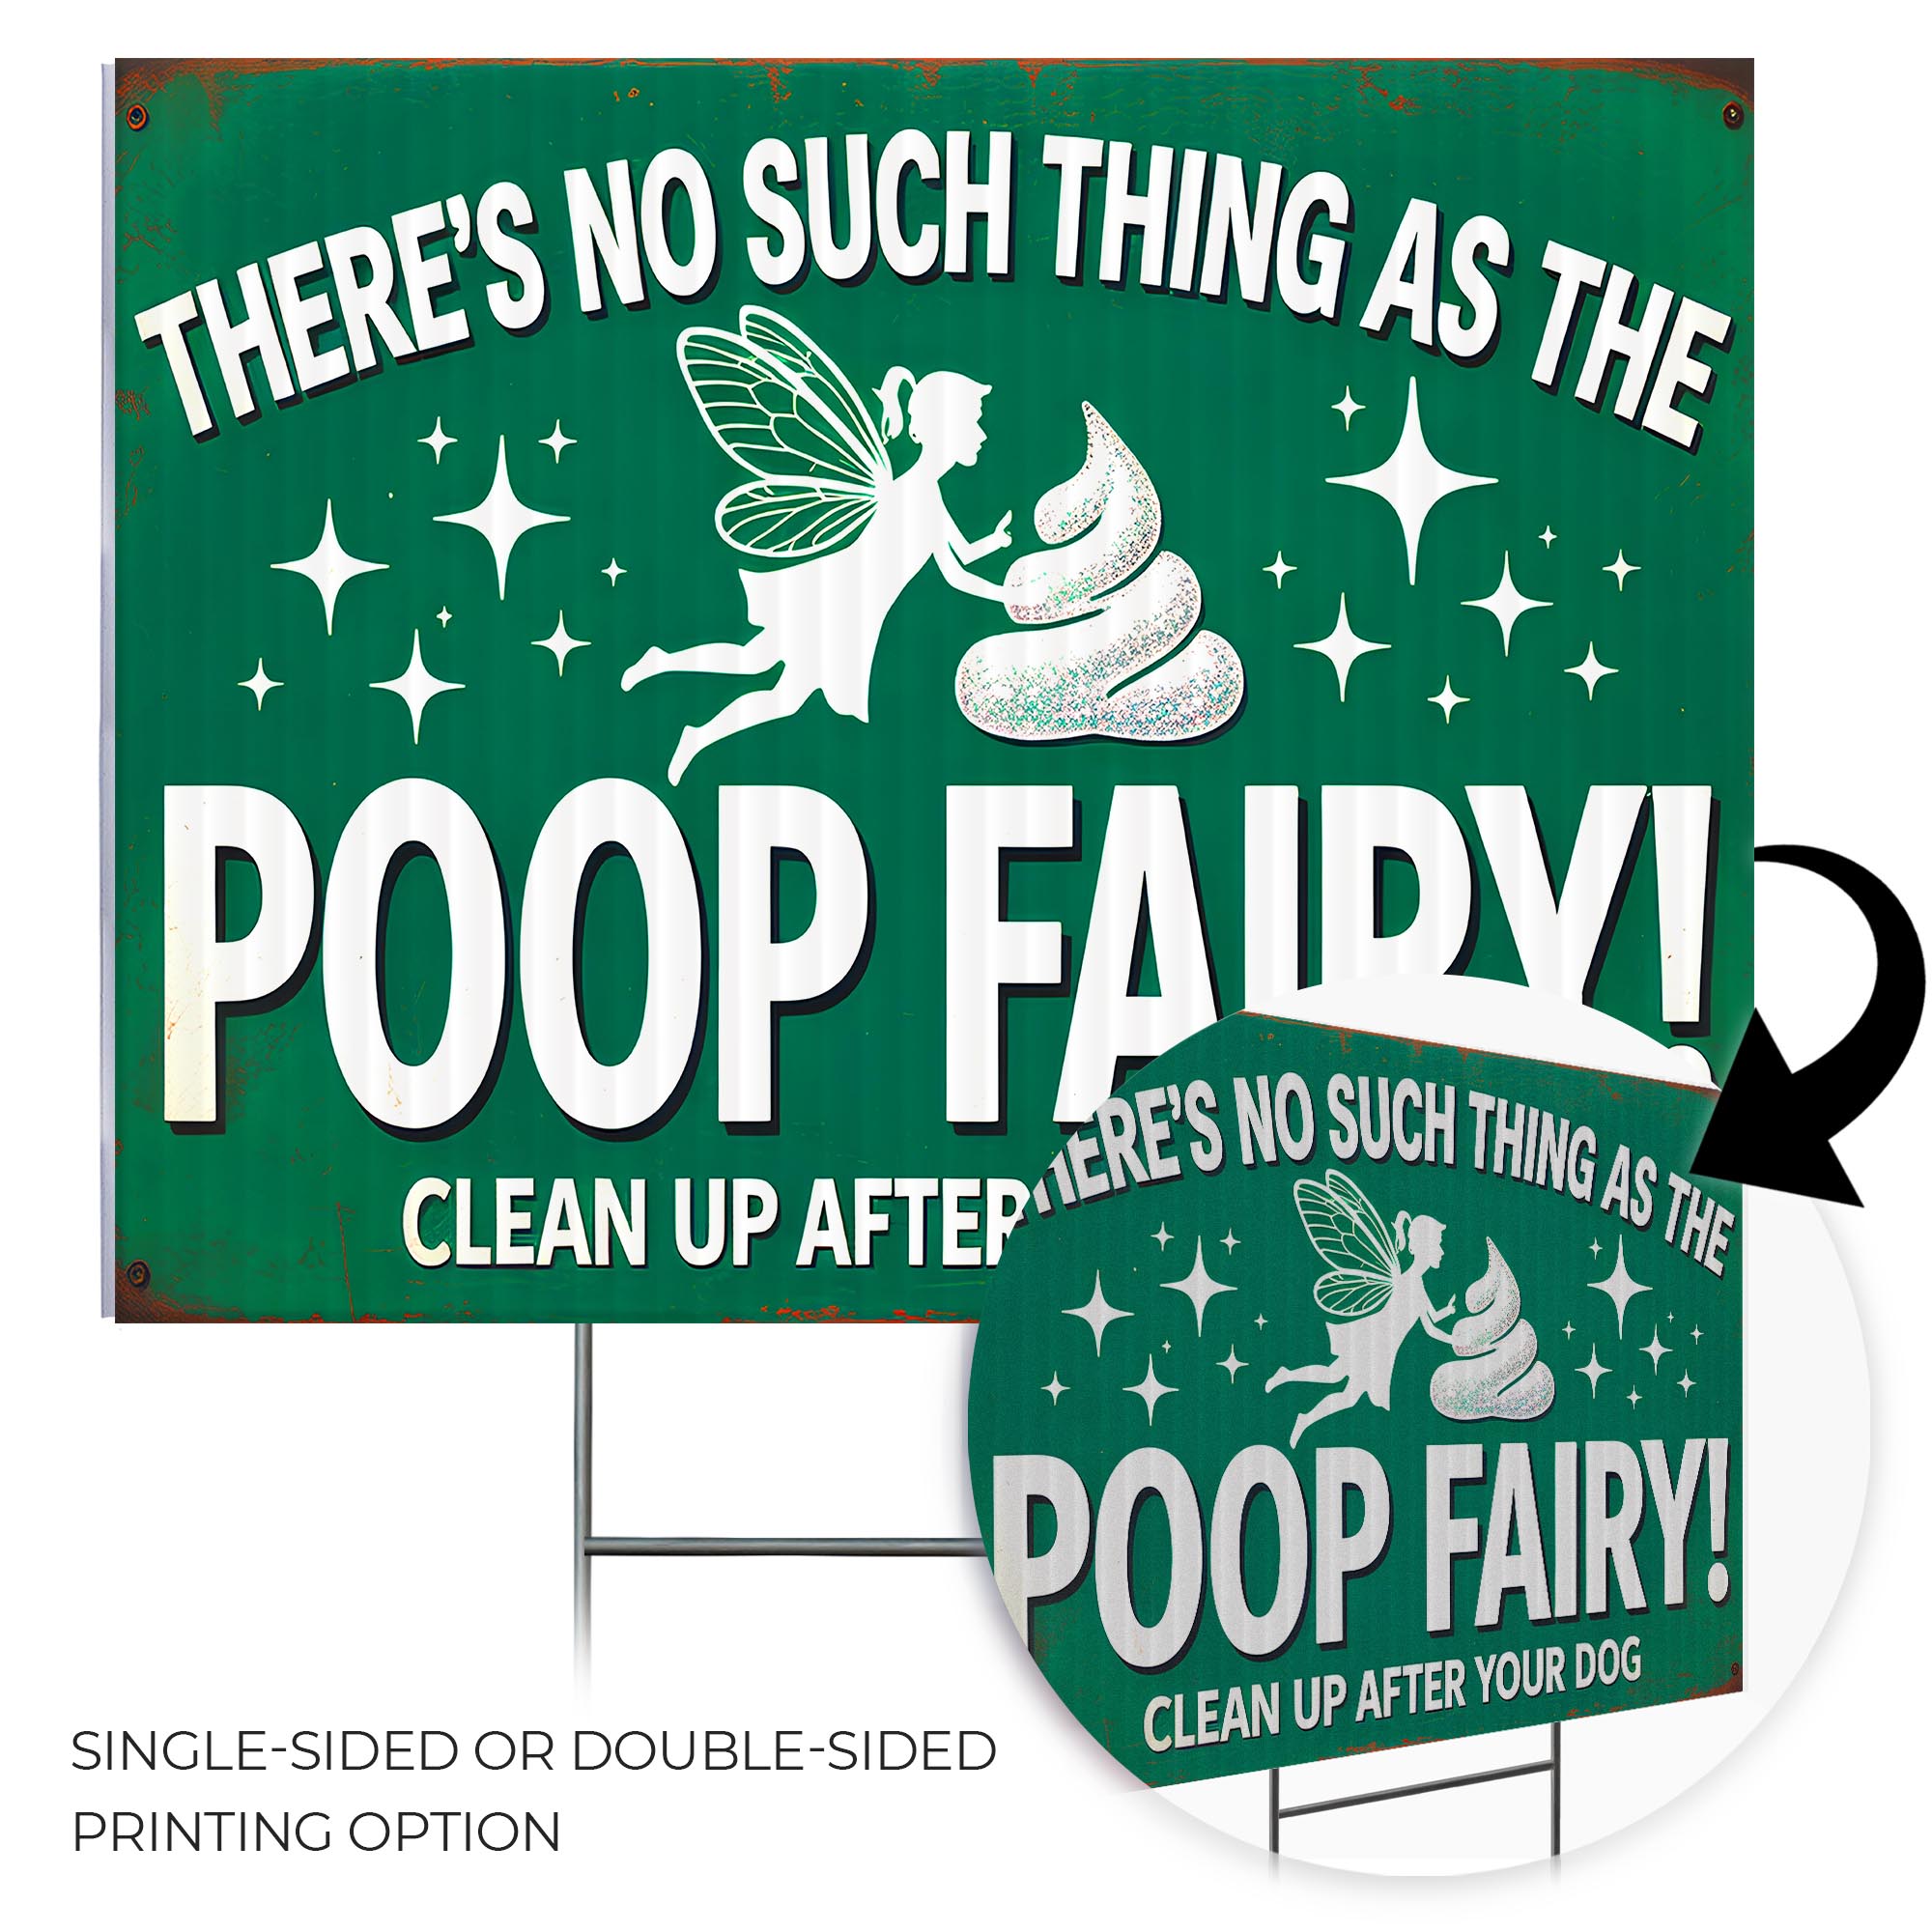 THERE'S NO SUCH THING AS THE
POOP FAIRY!
CLEAN UP AFTER
HERE'S NO SUCH THING AS THE
POOP FAIRY!
CLEAN UP AFTER YOUR DOG
SINGLE-SIDED OR DOUBLE-SIDED
PRINTING OPTION